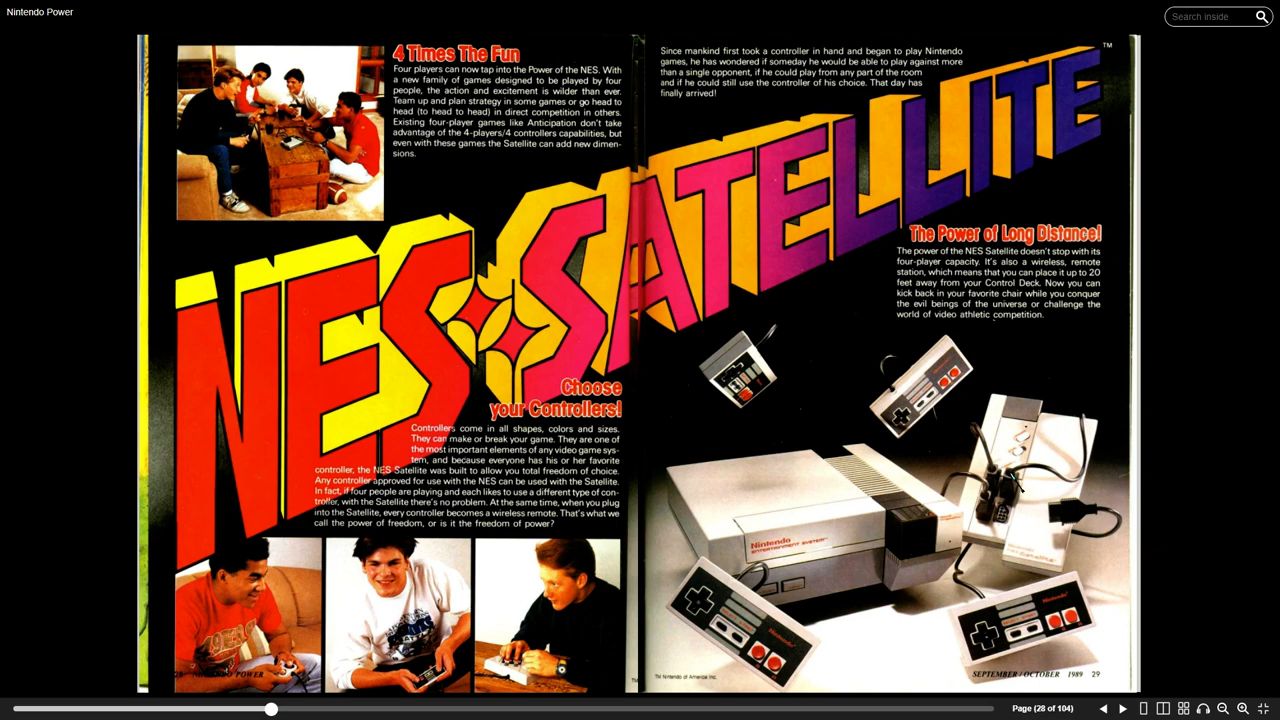 Nintendo Power
Search inside
4 Times The Fun
Four players can now tap into the Power of the NES. With
a new family of games designed to be played by four
people, the action and excitement is wilder than ever.
Team up and plan strategy in some games or go head to
head (to head to head) in direct competition in others.
Existing four-player games like Anticipation don't take
advantage of the 4-players/4 controllers capabilities, but
even with these games the Satellite can add new dimen-
sions.
NES SATELLITE
TM
Choose
your Controllers!
Controllers come in all shapes, colors and sizes.
They can make or break your game. They are one of
the most important elements of any video game sys-
tem, and because everyone has his or her favorite
controller, the NES Satellite was built to allow you total freedom of choice.
Any controller approved for use with the NES can be used with the Satellite.
In fact, if four people are playing and each likes to use a different type of con-
troller, with the Satellite there's no problem. At the same time, when you plug
into the Satellite, every controller becomes a wireless remote. That's what we
call the power of freedom, or is it the freedom of power?
NINTENDO POWER
TM
Since mankind first took a controller in hand and began to play Nintendo
games, he has wondered if someday he would be able to play against more
than a single opponent, if he could play from any part of the room
and if he could still use the controller of his choice. That day has
finally arrived!
The Power of Long Distance!
The power of the NES Satellite doesn't stop with its
four-player capacity. It's also a wireless, remote
station, which means that you can place it up to 20
feet away from your Control Deck. Now you can
kick back in your favorite chair while you conquer
the evil beings of the universe or challenge the
world of video athletic competition.
Nintendo
ENTERTAINMENT SYSTEM
Nintendo
Nintendo
TM Nintendo of America Inc.
SEPTEMBER/OCTOBER 1989 29
Page (28 of 104)